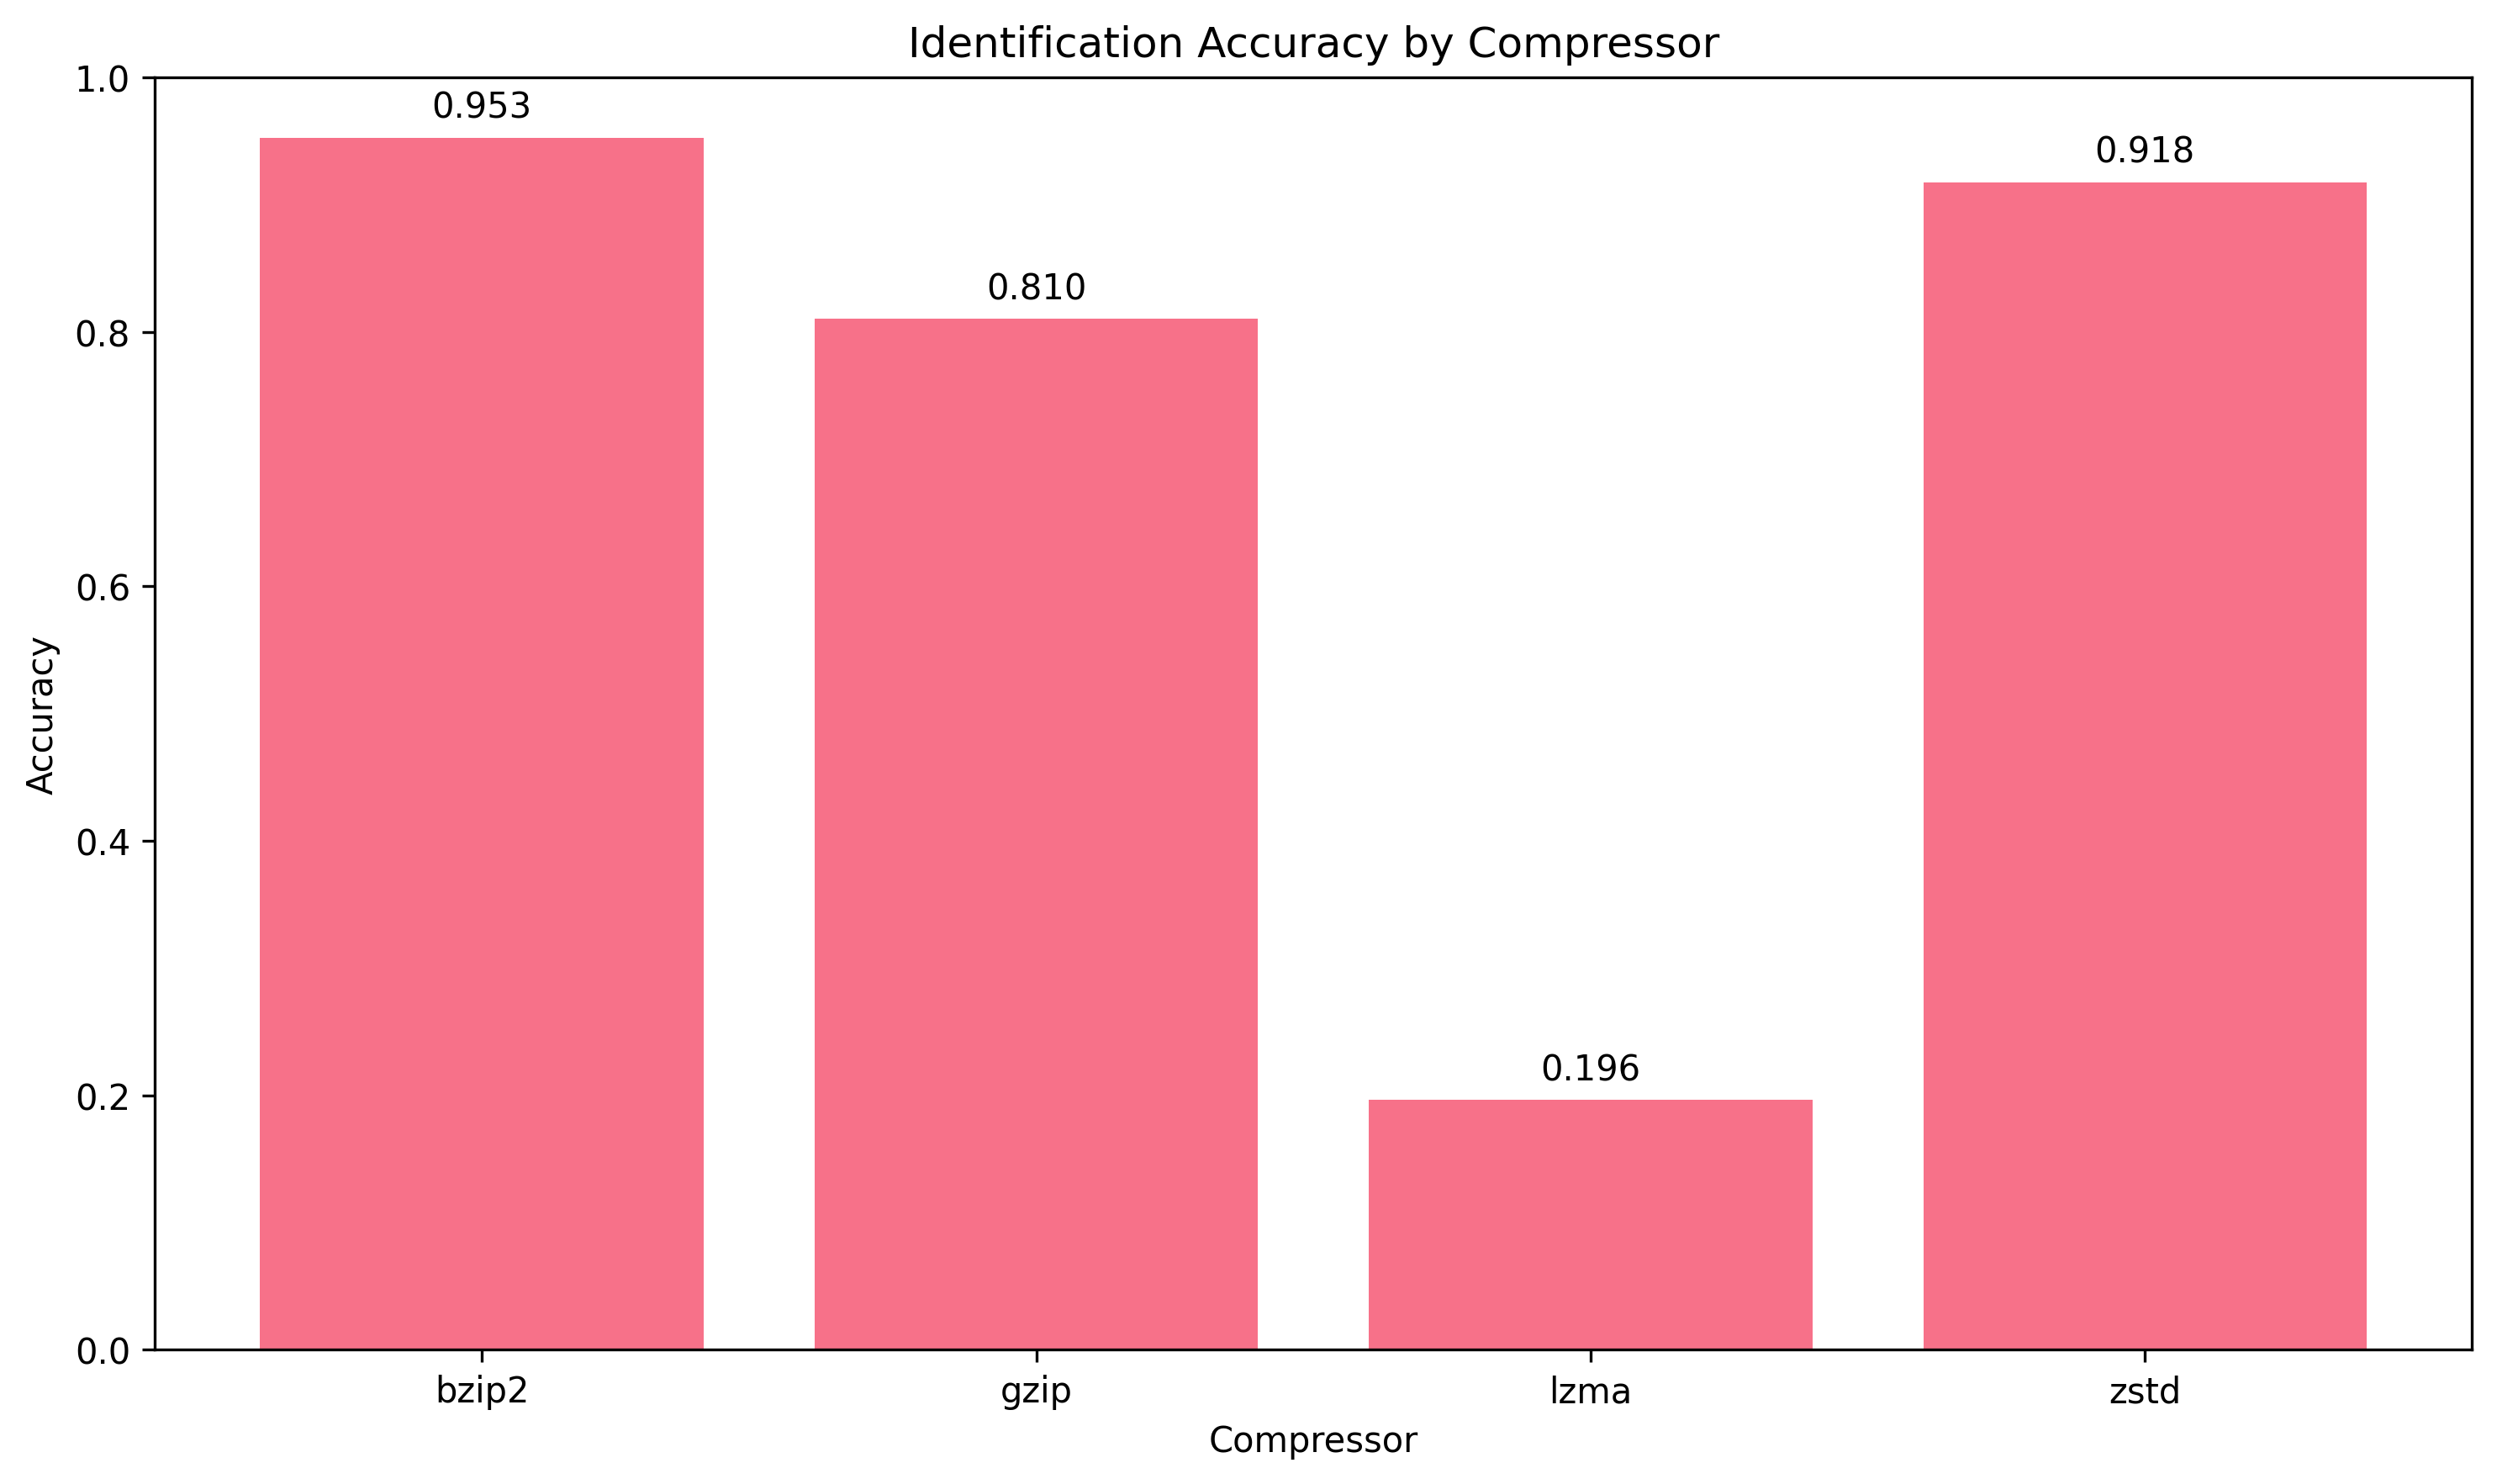 Identification Accuracy by Compressor
1.0
0.8
0.6
0.4
0.2
0.0
Accuracy
0.953
0.810
0.196
0.918
bzip2
gzip
lzma
zstd
Compressor